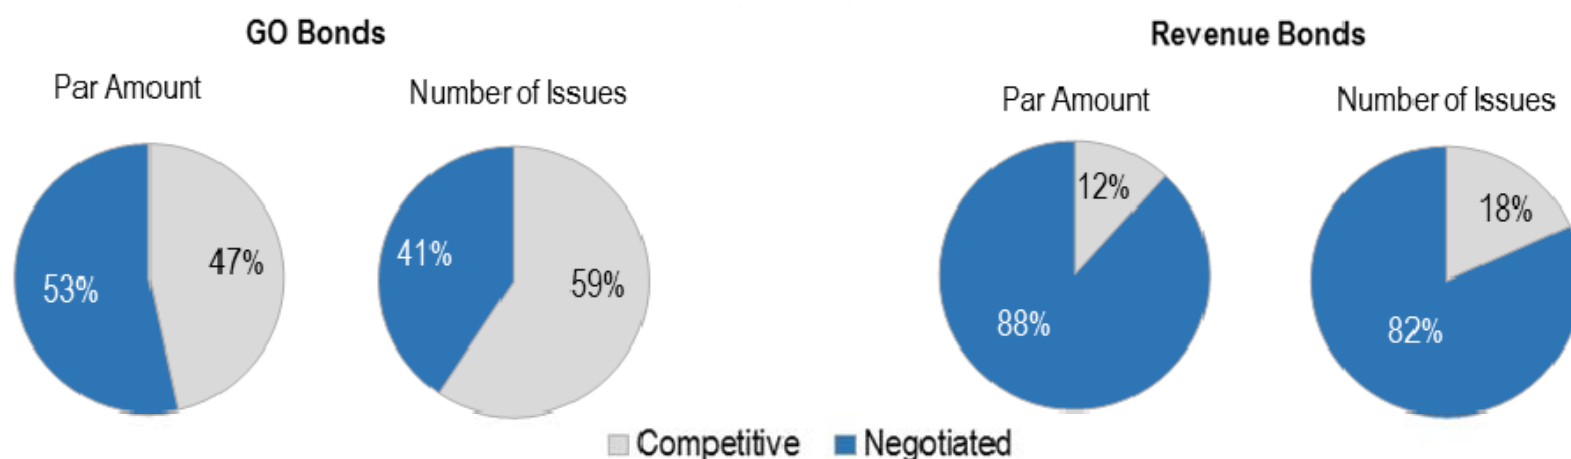 GO Bonds
Par Amount
Number of Issues
47%
53%
41%
59%
Revenue Bonds
Par Amount
Number of Issues
12%
88%
18%
82%
Competitive
Negotiated